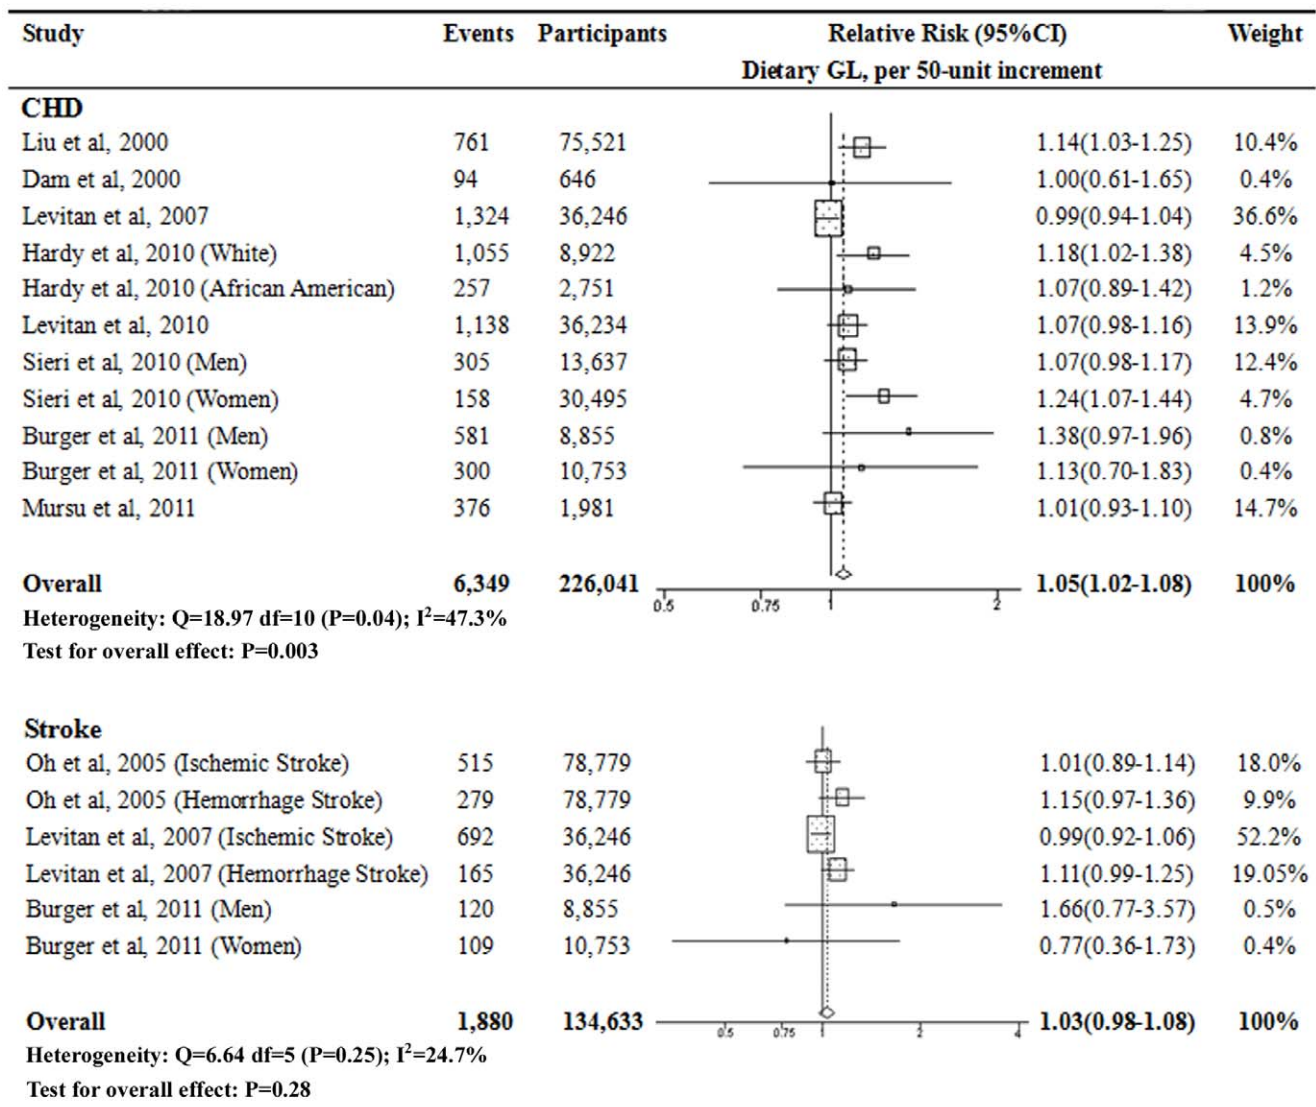 Study Events Participants Relative Risk (95%CI) Weight
Dietary GL, per 50-unit increment
CHD
Liu et al, 2000 761 75,521 1.14(1.03-1.25) 10.4%
Dam et al, 2000 94 646 1.00(0.61-1.65) 0.4%
Levitan et al, 2007 1,324 36,246 0.99(0.94-1.04) 36.6%
Hardy et al, 2010 (White) 1,055 8,922 1.18(1.02-1.38) 4.5%
Hardy et al, 2010 (African American) 257 2,751 1.07(0.89-1.42) 1.2%
Levitan et al, 2010 1,138 36,234 1.07(0.98-1.16) 13.9%
Sieri et al, 2010 (Men) 305 13,637 1.07(0.98-1.17) 12.4%
Sieri et al, 2010 (Women) 158 30,495 1.24(1.07-1.44) 4.7%
Burger et al, 2011 (Men) 581 8,855 1.38(0.97-1.96) 0.8%
Burger et al, 2011 (Women) 300 10,753 1.13(0.70-1.83) 0.4%
Mursu et al, 2011 376 1,981 1.01(0.93-1.10) 14.7%
Overall 6,349 226,041 1.05(1.02-1.08) 100%
0.5 0.75 1 2
Heterogeneity: Q=18.97 df=10 (P=0.04); I²=47.3%
Test for overall effect: P=0.003
Stroke
Oh et al, 2005 (Ischemic Stroke) 515 78,779 1.01(0.89-1.14) 18.0%
Oh et al, 2005 (Hemorrhage Stroke) 279 78,779 1.15(0.97-1.36) 9.9%
Levitan et al, 2007 (Ischemic Stroke) 692 36,246 0.99(0.92-1.06) 52.2%
Levitan et al, 2007 (Hemorrhage Stroke) 165 36,246 1.11(0.99-1.25) 19.05%
Burger et al, 2011 (Men) 120 8,855 1.66(0.77-3.57) 0.5%
Burger et al, 2011 (Women) 109 10,753 0.77(0.36-1.73) 0.4%
Overall 1,880 134,633 1.03(0.98-1.08) 100%
0.5 0.75 1 2 4
Heterogeneity: Q=6.64 df=5 (P=0.25); I²=24.7%
Test for overall effect: P=0.28